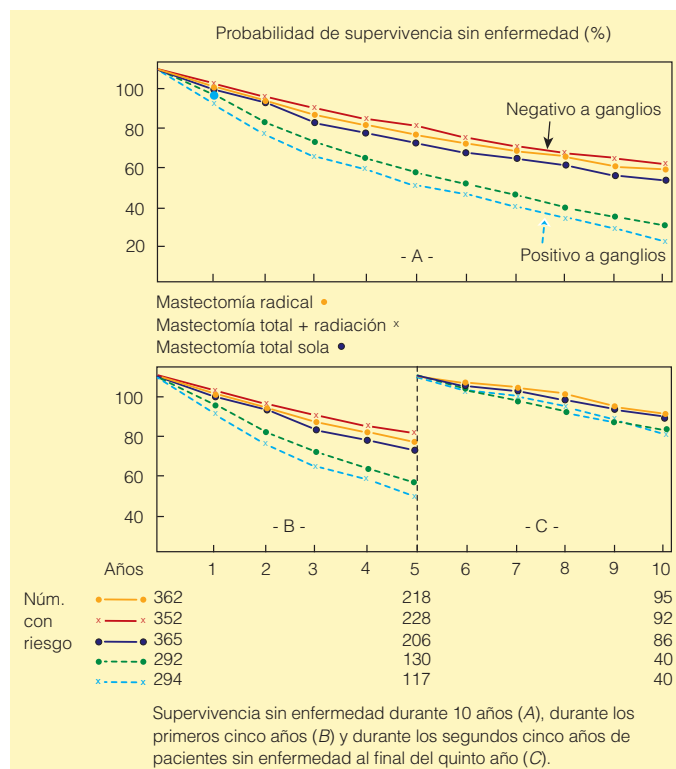 Probabilidad de supervivencia sin enfermedad (%)
100
80
60
40
20
Negativo a ganglios
Positivo a ganglios
- A -
Mastectomía radical •
Mastectomía total + radiación x
Mastectomía total sola •
100
80
60
40
- B -
- C -
Años 1 2 3 4 5 6 7 8 9 10
Núm. con riesgo
362 218 95
352 228 92
365 206 86
292 130 40
294 117 40
Supervivencia sin enfermedad durante 10 años (A), durante los
primeros cinco años (B) y durante los segundos cinco años de
pacientes sin enfermedad al final del quinto año (C).